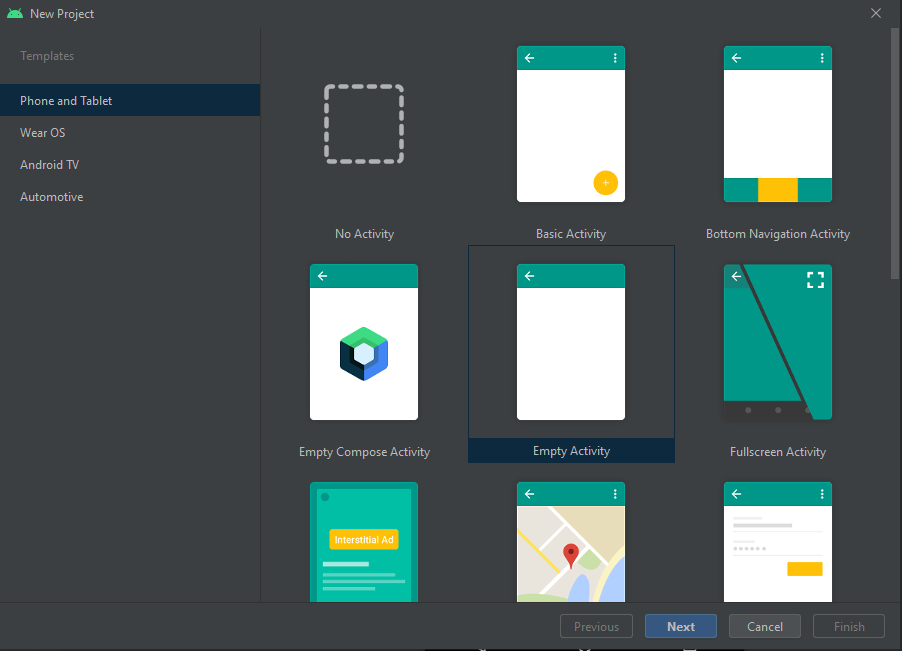 New Project
Templates
Phone and Tablet
Wear OS
Android TV
Automotive
No Activity
Basic Activity
Bottom Navigation Activity
Empty Compose Activity
Empty Activity
Fullscreen Activity
Interstitial Ad
Previous
Next
Cancel
Finish